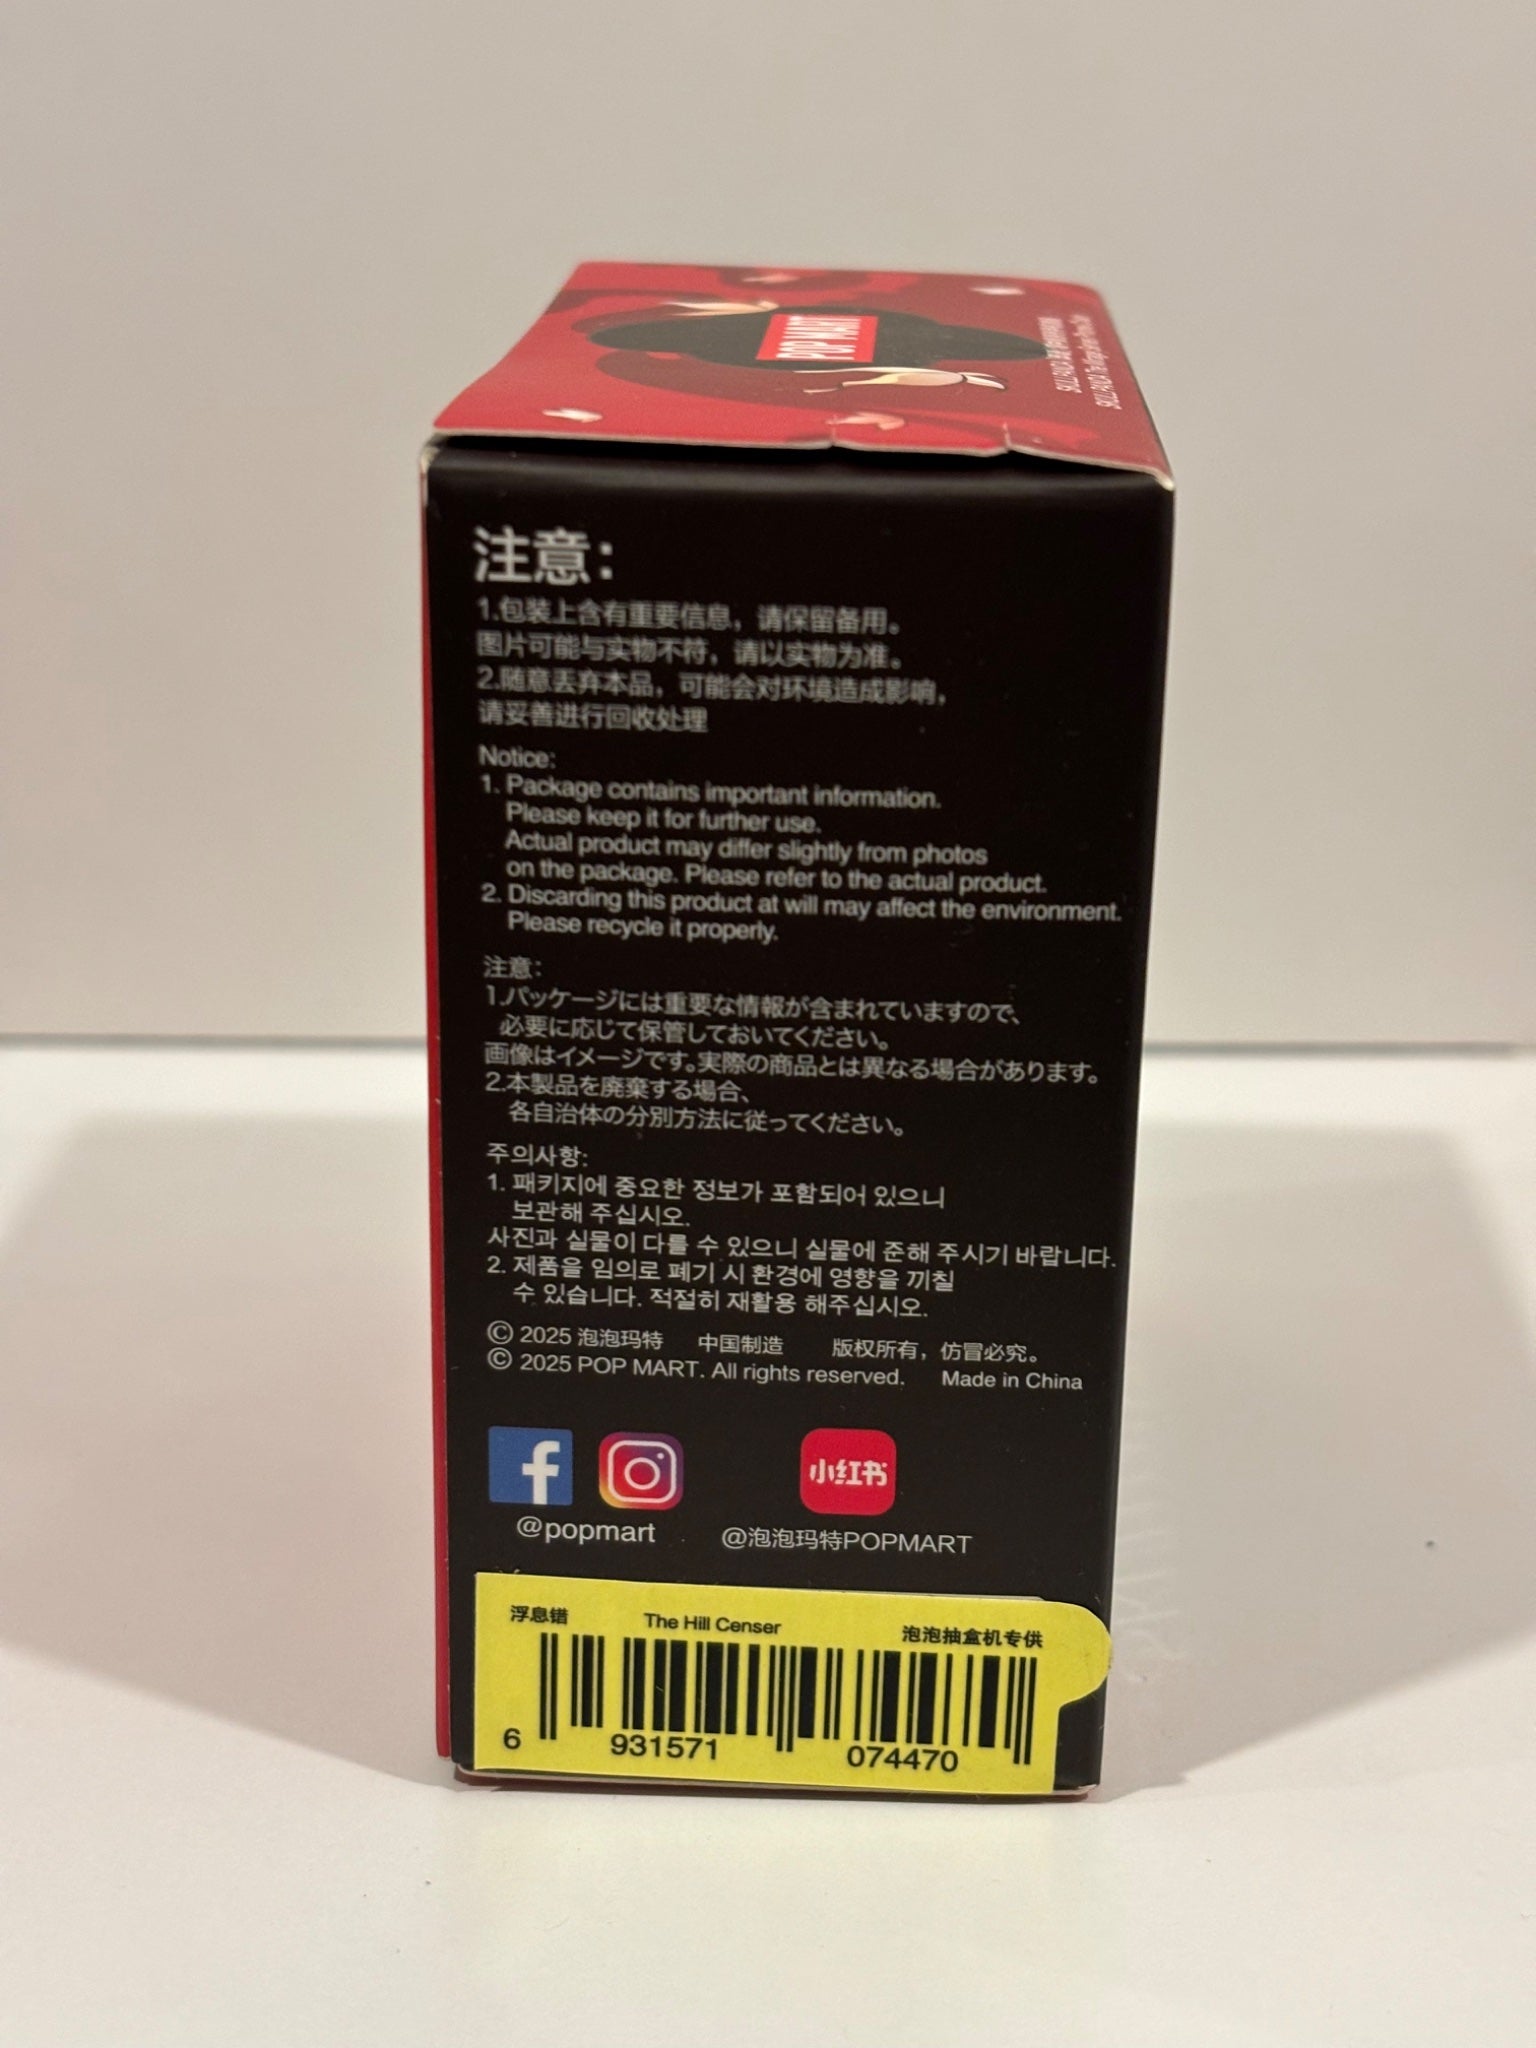 POP MART
SKULLPANDA
SKULLPANDA The
注意：
1.包装上含有重要信息，请保留备用。
图片可能与实物不符，请以实物为准。
2.随意丢弃本品，可能会对环境造成影响，
请妥善进行回收处理
Notice:
1. Package contains important information.
Please keep it for further use.
Actual product may differ slightly from photos
on the package. Please refer to the actual product.
2. Discarding this product at will may affect the environment.
Please recycle it properly.
注意：
1.パッケージには重要な情報が含まれていますので、
必要に応じて保管しておいてください。
画像はイメージです。実際の商品とは異なる場合があります。
2.本製品を廃棄する場合、
各自治体の分別方法に従ってください。
주의사항:
1. 패키지에 중요한 정보가 포함되어 있으니
보관해 주십시오.
사진과 실물이 다를 수 있으니 실물에 준해 주시기 바랍니다.
2. 제품을 임의로 폐기 시 환경에 영향을 끼칠
수 있습니다. 적절히 재활용 해주십시오.
© 2025 泡泡玛特 中国制造 版权所有，仿冒必究。
© 2025 POP MART. All rights reserved. Made in China
小红书
@popmart @泡泡玛特POPMART
浮息错 The Hill Censer 泡泡抽盒机专供
6 931571 074470